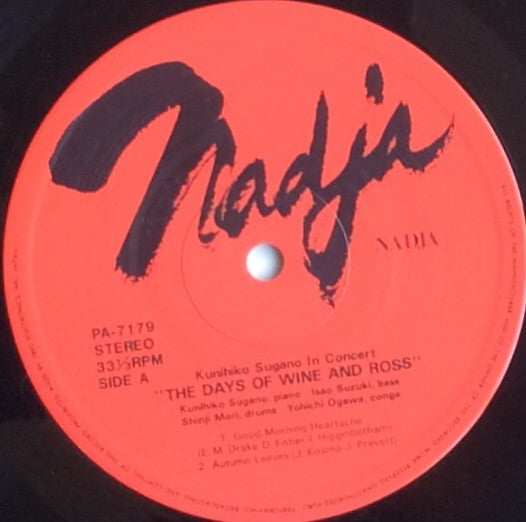 Nadja
NADJA
PA-7179
STEREO
33⅓RPM
SIDE A
Kunihiko Sugano In Concert
"THE DAYS OF WINE AND ROSS"
Kunihiko Sugano, piano Isao Suzuki, bass
Shinji Mori, drums Yohichi Ogawa, conga
1. Good Morning Heartache
(E. M. Drake D. Fisher I. Higginbotham)
2. Autumn Leaves (J. Kosma-J. Prevert)